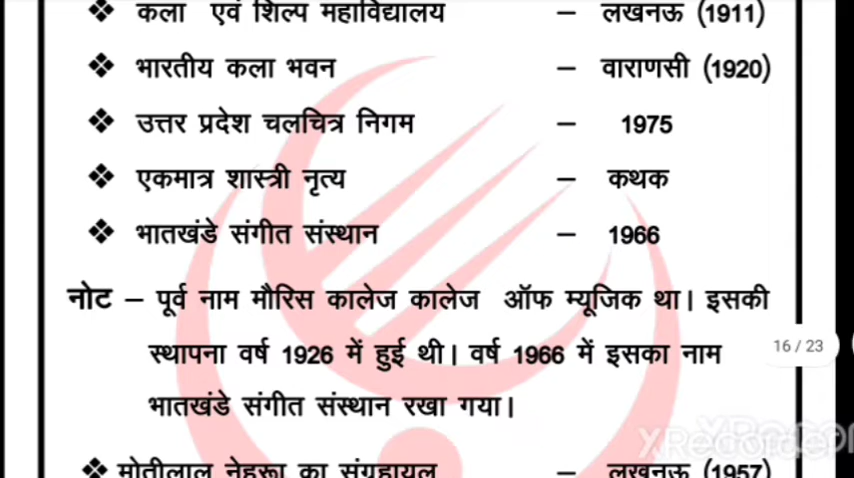 ❖ कला एवं शिल्प महाविद्यालय – लखनऊ (1911)
❖ भारतीय कला भवन – वाराणसी (1920)
❖ उत्तर प्रदेश चलचित्र निगम – 1975
❖ एकमात्र शास्त्री नृत्य – कथक
❖ भातखंडे संगीत संस्थान – 1966
नोट – पूर्व नाम मौरिस कालेज कालेज ऑफ म्यूजिक था। इसकी
स्थापना वर्ष 1926 में हुई थी। वर्ष 1966 में इसका नाम
16 / 23
भातखंडे संगीत संस्थान रखा गया।
XRecorder
❖ मोतीलाल नेहरू का संग्रहायल – लखनऊ (1957)